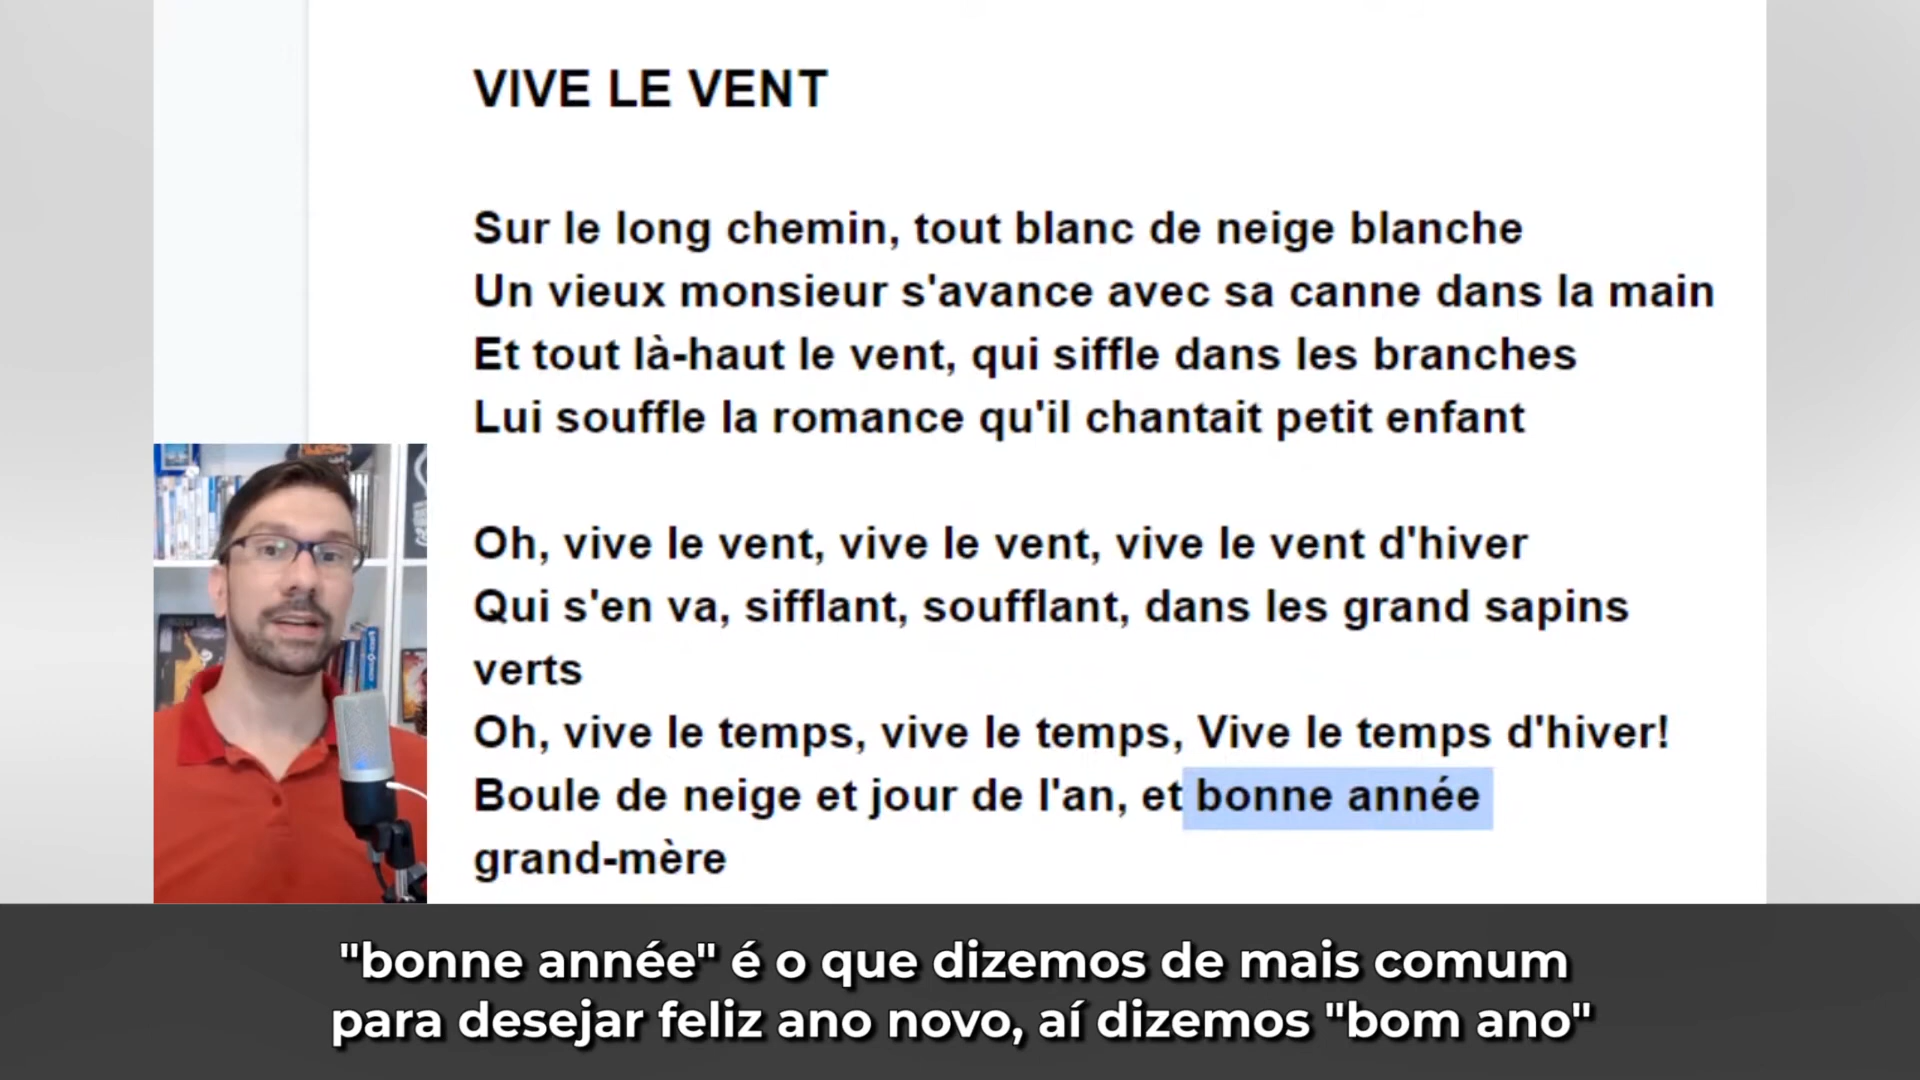 VIVE LE VENT
Sur le long chemin, tout blanc de neige blanche
Un vieux monsieur s'avance avec sa canne dans la main
Et tout là-haut le vent, qui siffle dans les branches
Lui souffle la romance qu'il chantait petit enfant
Oh, vive le vent, vive le vent, vive le vent d'hiver
Qui s'en va, sifflant, soufflant, dans les grand sapins
verts
Oh, vive le temps, vive le temps, Vive le temps d'hiver!
Boule de neige et jour de l'an, et bonne année
grand-mère
"bonne année" é o que dizemos de mais comum
para desejar feliz ano novo, aí dizemos "bom ano"